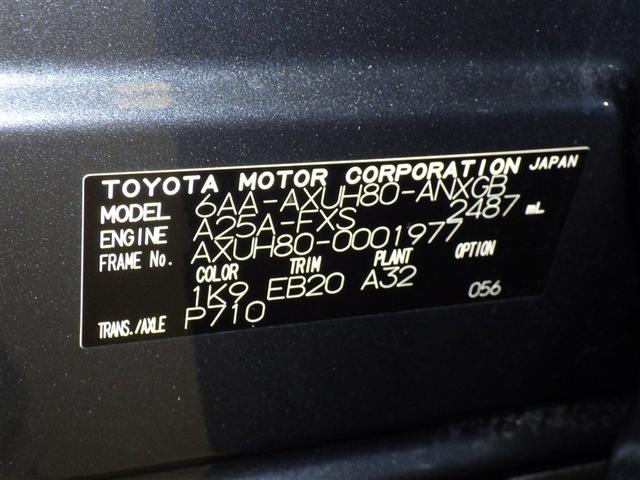 TOYOTA MOTOR CORPORATION JAPAN
MODEL 6AA-AXUH80-ANXGB
ENGINE A25A-FXS 2487 mL
FRAME No. AXUH80-0001977
COLOR TRIM PLANT OPTION
1K9 EB20 A32
TRANS./AXLE P710 056